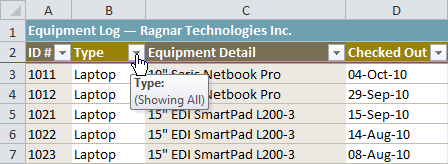 A B C D
1 Equipment Log — Ragnar Technologies Inc.
2 ID # Type Equipment Detail Checked Out
3 1011 Laptop 10" Saris Netbook Pro 04-Oct-10
4 1012 Laptop Netbook Pro 29-Sep-10
Type:
(Showing All)
5 1021 Laptop 15" EDI SmartPad L200-3 15-Sep-10
6 1022 Laptop 15" EDI SmartPad L200-3 14-Aug-10
7 1023 Laptop 15" EDI SmartPad L200-3 08-Aug-10